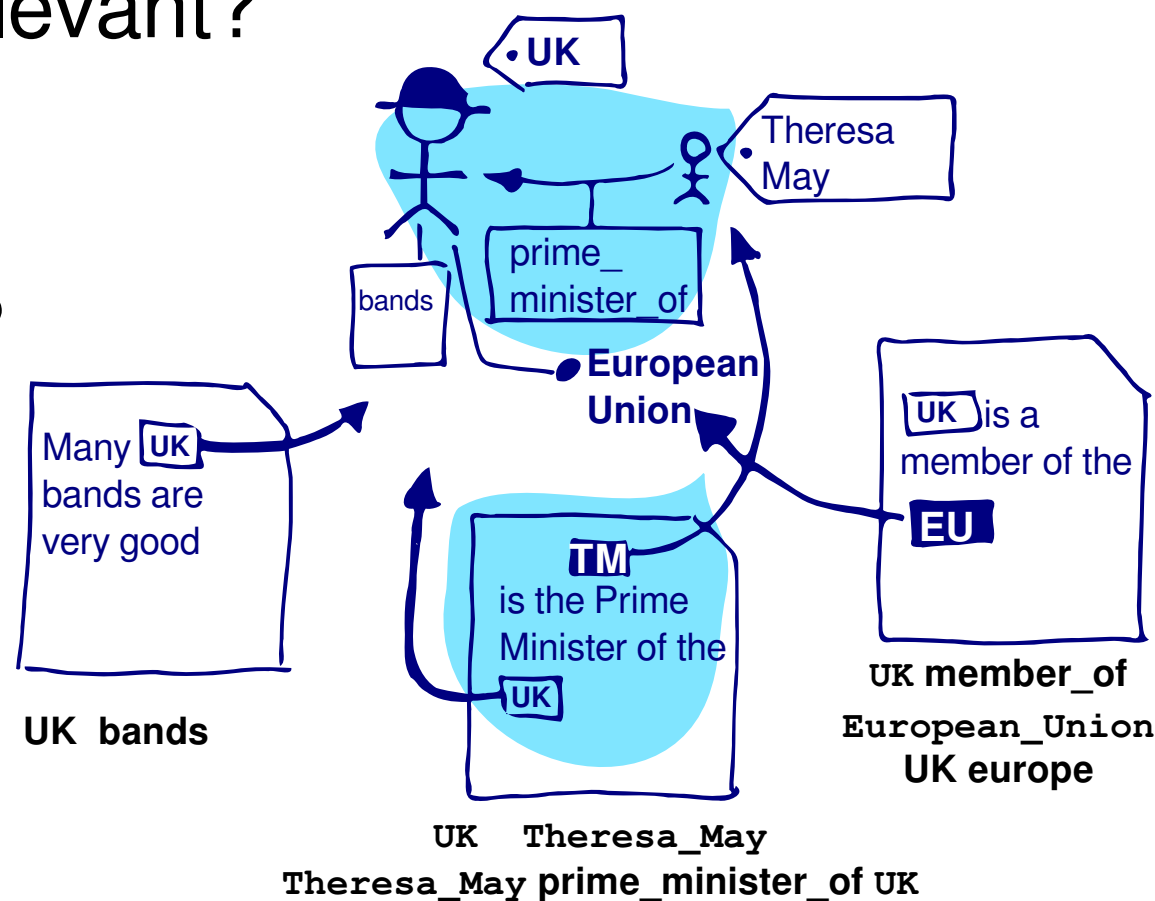 levant?
UK
Theresa
May
prime_
minister_of
bands
European
Union
Many UK
bands are
very good
UK is a
member of the
EU
TM
is the Prime
Minister of the
UK
UK bands
UK member_of
European_Union
UK europe
UK Theresa_May
Theresa_May prime_minister_of UK